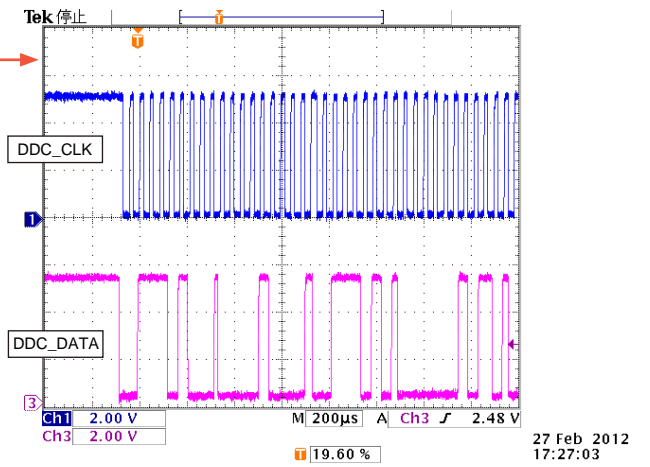 Tek 停止
T
T
DDC_CLK
1
DDC_DATA
3
Ch1 2.00 V M 200µs A Ch3 2.48 V
Ch3 2.00 V
T 19.60 %
27 Feb 2012
17:27:03